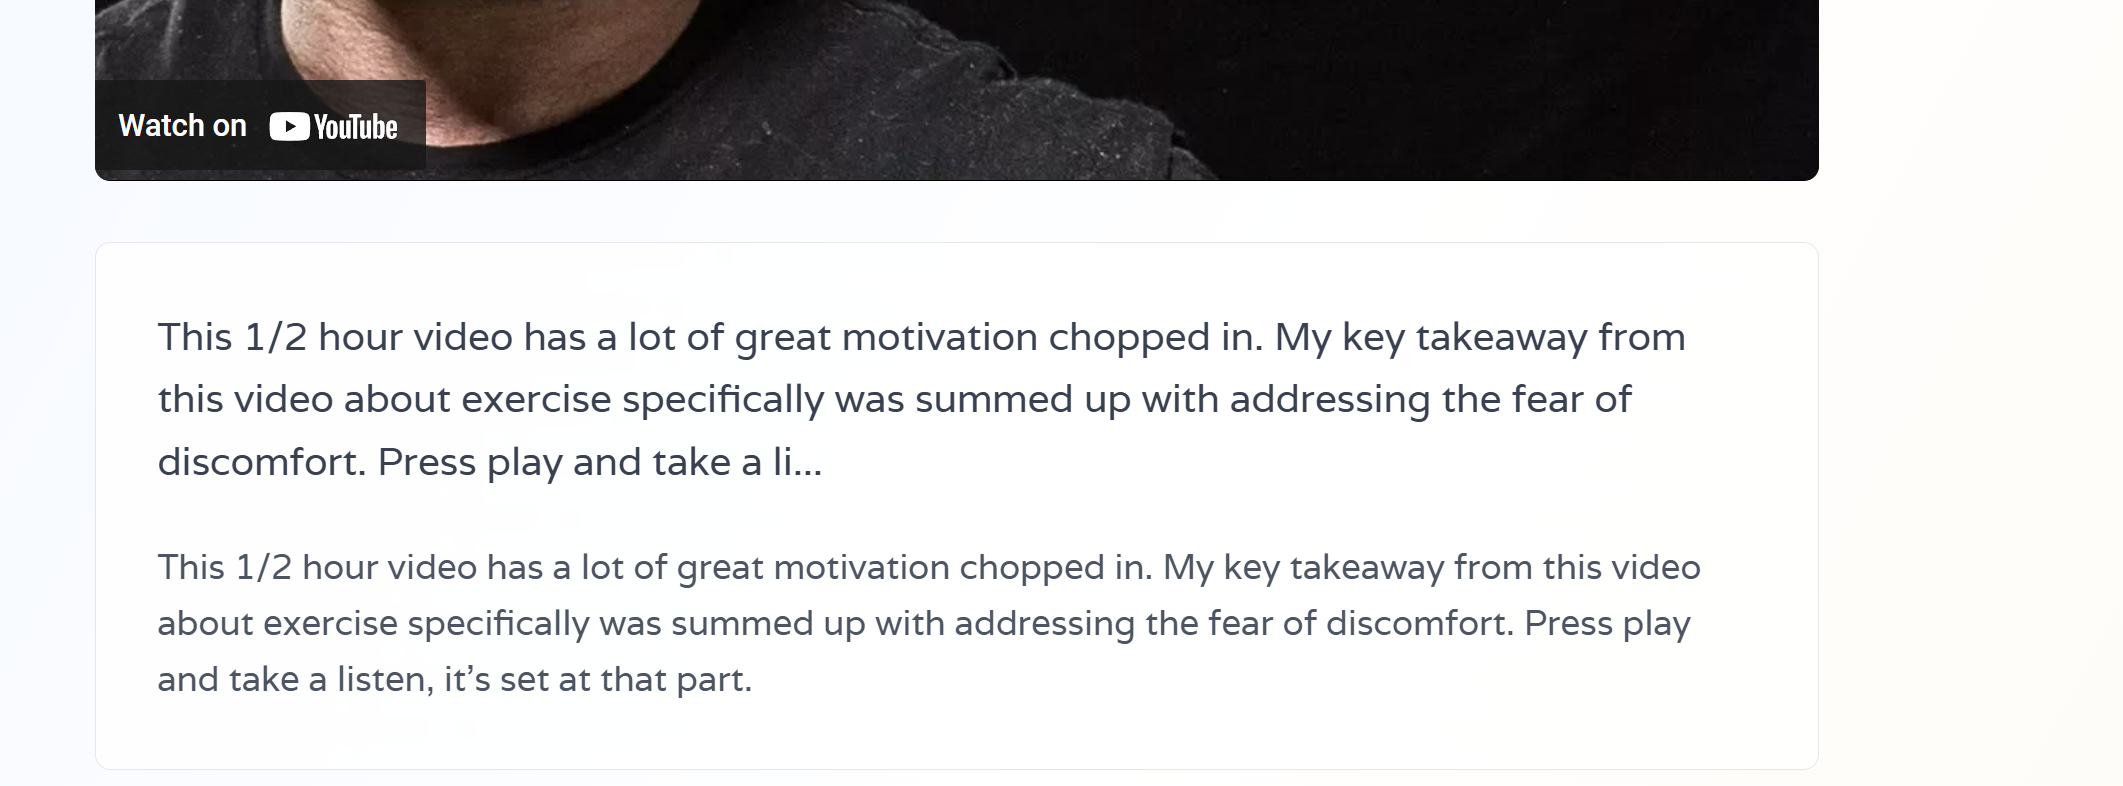 Watch on YouTube
This 1/2 hour video has a lot of great motivation chopped in. My key takeaway from
this video about exercise specifically was summed up with addressing the fear of
discomfort. Press play and take a li...
This 1/2 hour video has a lot of great motivation chopped in. My key takeaway from this video
about exercise specifically was summed up with addressing the fear of discomfort. Press play
and take a listen, it’s set at that part.